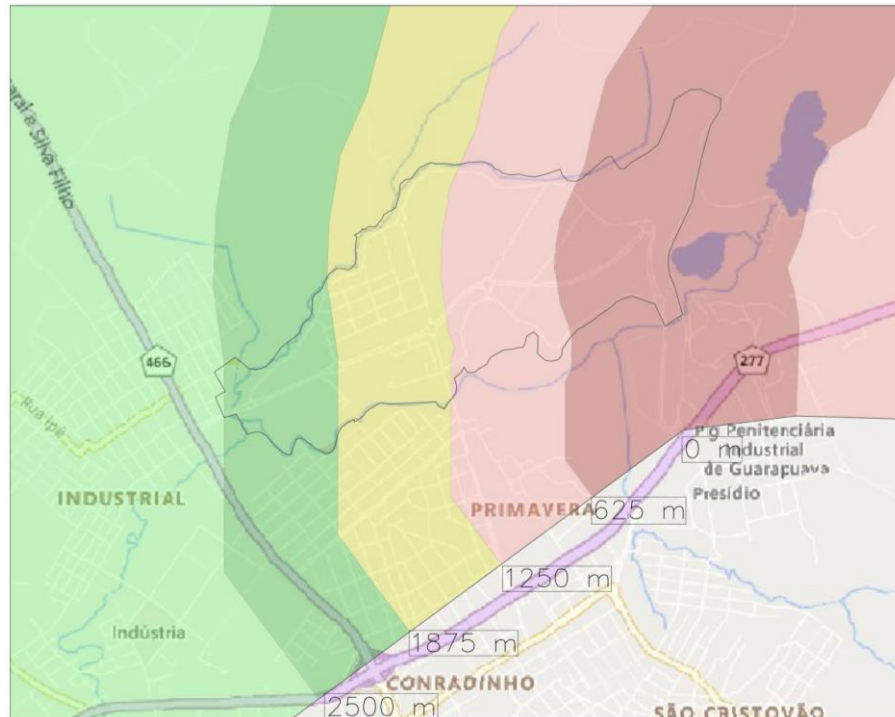 aral e Silva Filho
466
277
Rua Ipê
INDUSTRIAL
PRIMAVERA
Penitenciária
0 m
Industrial
de Guarapuava
Presídio
625 m
1250 m
Indústria
1875 m
CONRADINHO
2500 m
SÃO CRISTOVÃO